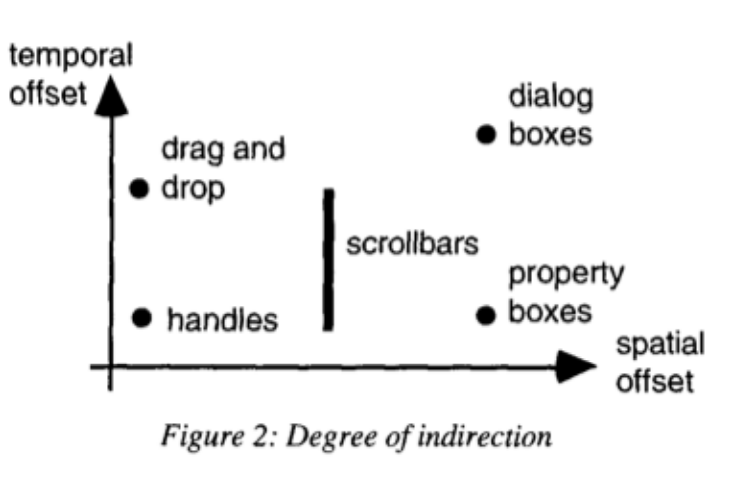 temporal
offset
dialog
boxes
drag and
drop
scrollbars
property
boxes
handles
spatial
offset
Figure 2: Degree of indirection